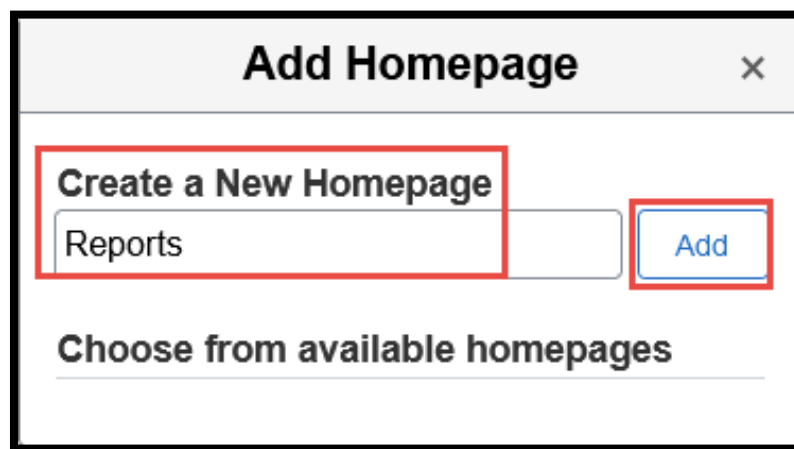 Add Homepage ×
Create a New Homepage
Reports Add
Choose from available homepages